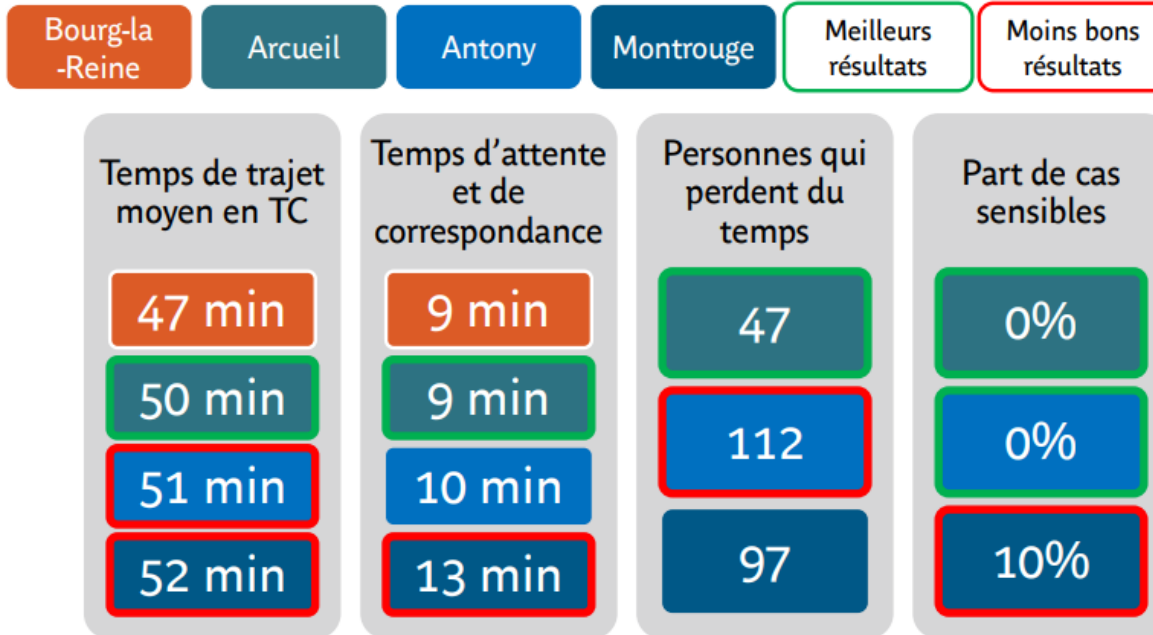 Bourg-la
-Reine
Arcueil
Antony
Montrouge
Meilleurs
résultats
Moins bons
résultats
Temps de trajet
moyen en TC
47 min
50 min
51 min
52 min
Temps d'attente
et de
correspondance
9 min
9 min
10 min
13 min
Personnes qui
perdent du
temps
47
112
97
Part de cas
sensibles
0%
0%
10%